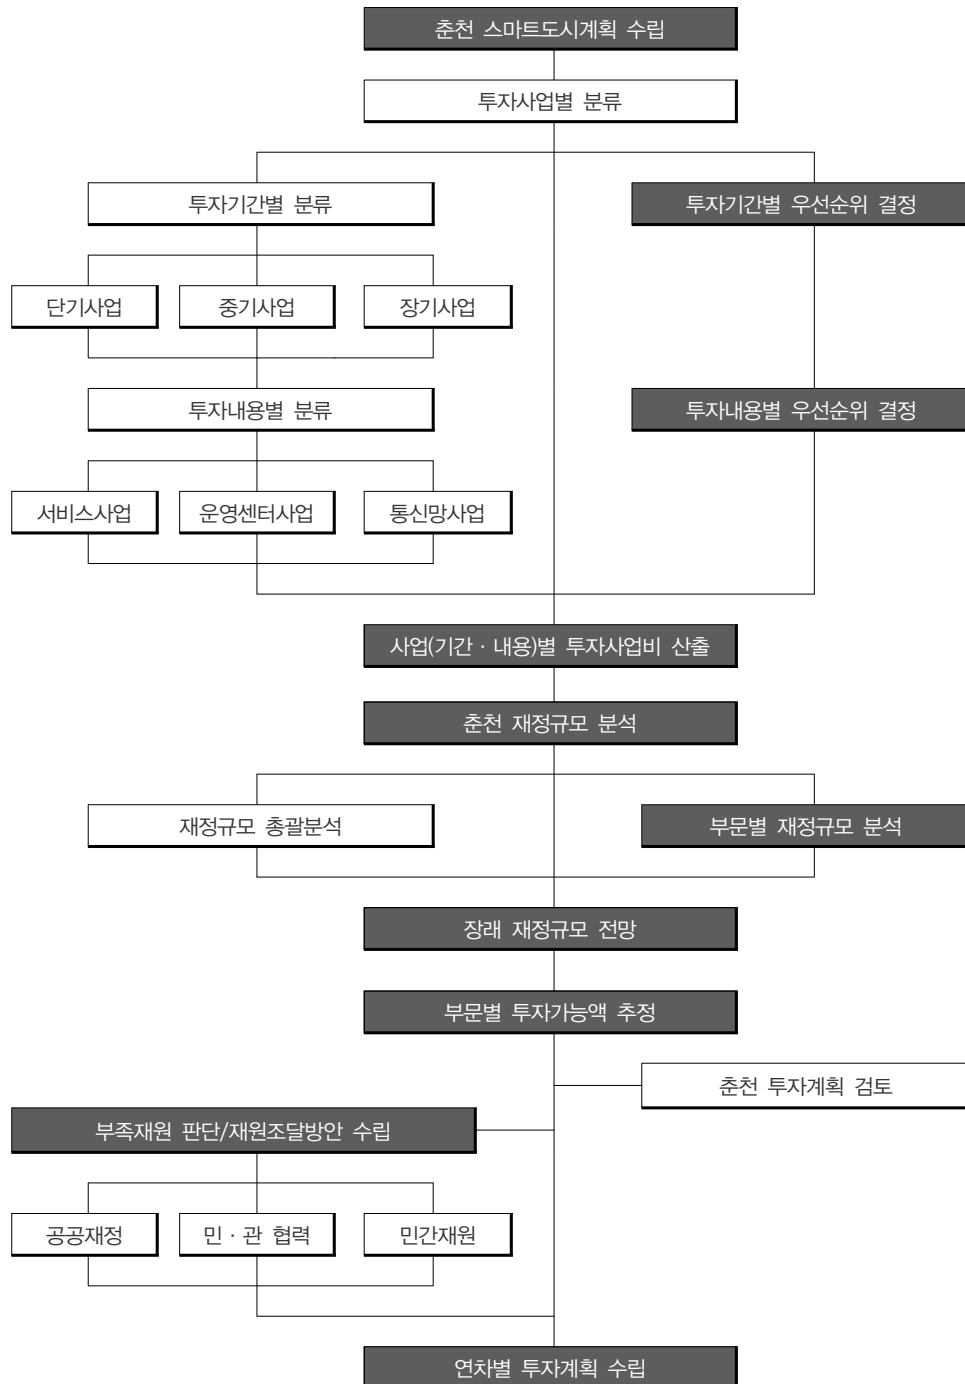 춘천 스마트도시계획 수립
투자사업별 분류
투자기간별 분류
투자기간별 우선순위 결정
단기사업
중기사업
장기사업
투자내용별 분류
투자내용별 우선순위 결정
서비스사업
운영센터사업
통신망사업
사업(기간 · 내용)별 투자사업비 산출
춘천 재정규모 분석
재정규모 총괄분석
부문별 재정규모 분석
장래 재정규모 전망
부문별 투자가능액 추정
춘천 투자계획 검토
부족재원 판단/재원조달방안 수립
공공재정
민 · 관 협력
민간재원
연차별 투자계획 수립